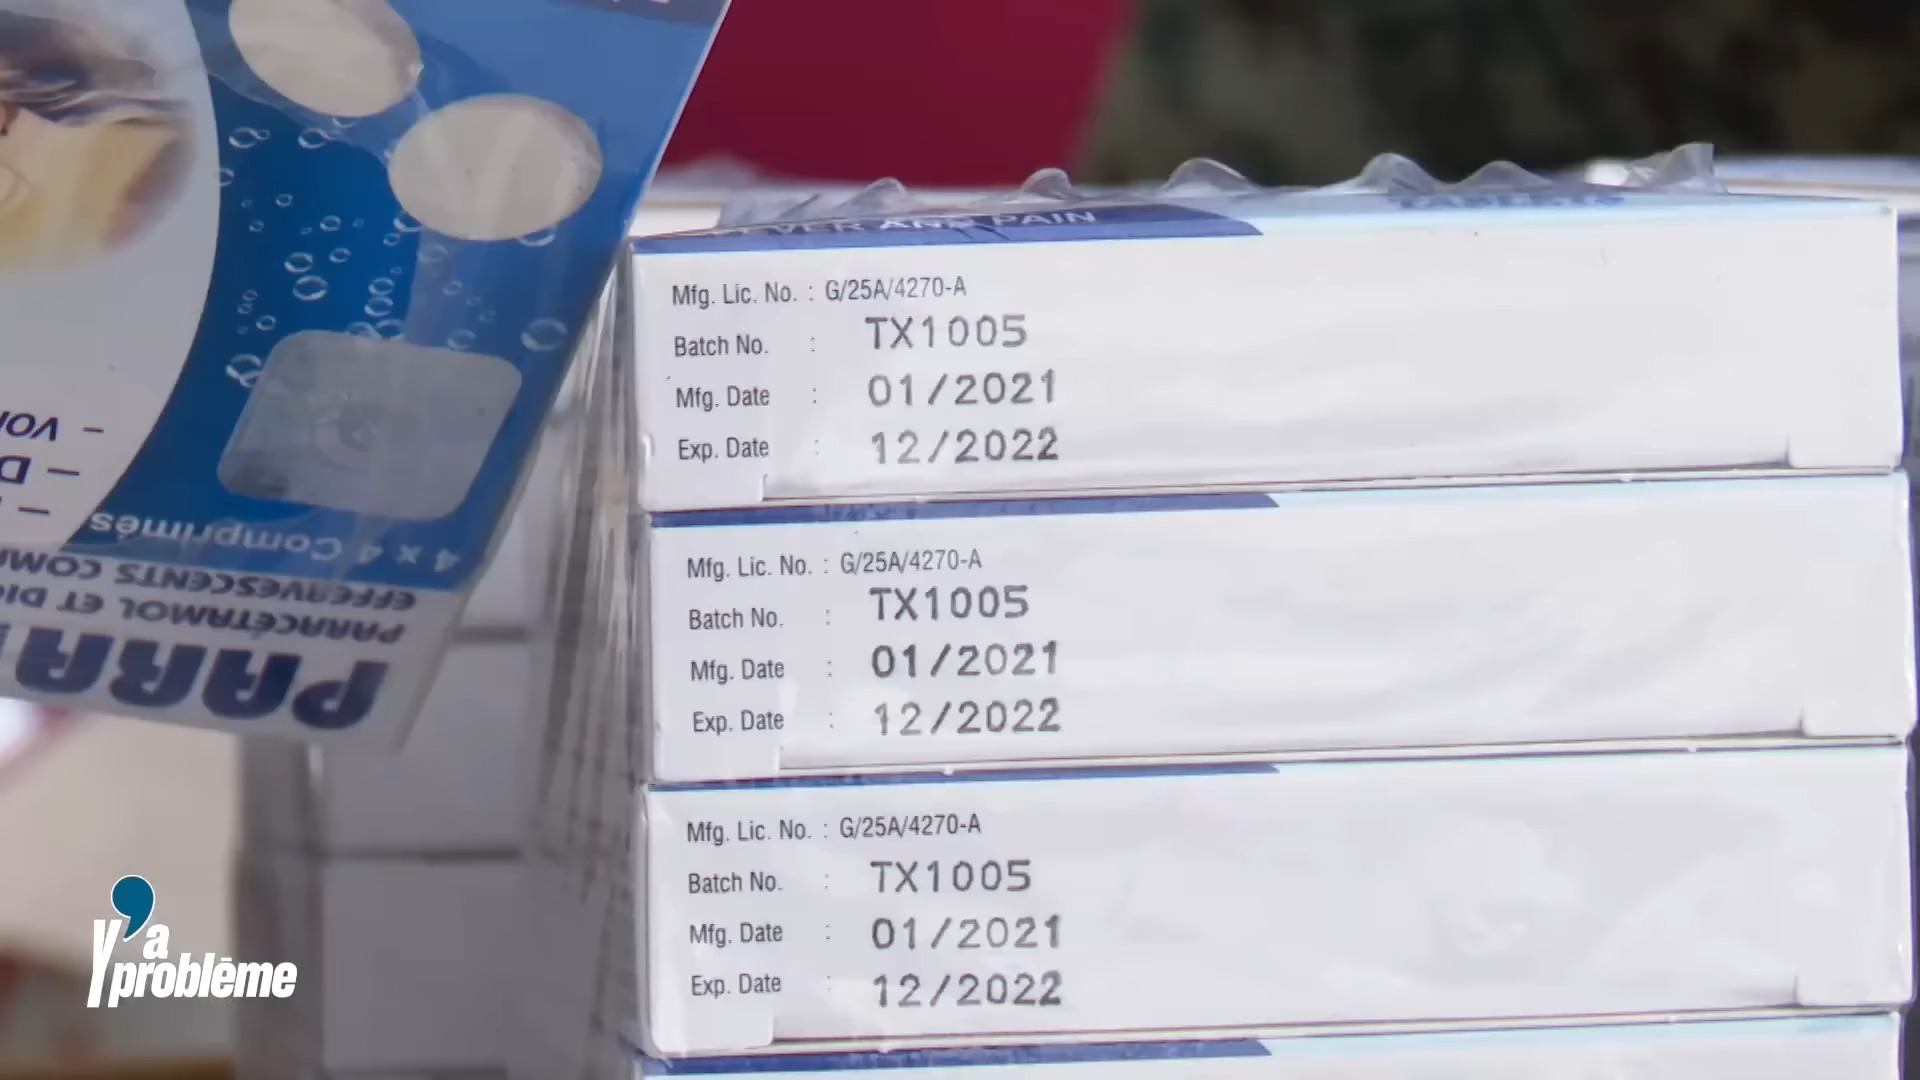 4 x 4 Comprimés
PARACÉTAMOL ET
EFFERVESCENTS
PARA
FEVER AND PAIN
Mfg. Lic. No. : G/25A/4270-A
Batch No. : TX1005
Mfg. Date : 01/2021
Exp. Date : 12/2022
Mfg. Lic. No. : G/25A/4270-A
Batch No. : TX1005
Mfg. Date : 01/2021
Exp. Date : 12/2022
Mfg. Lic. No. : G/25A/4270-A
Batch No. : TX1005
Mfg. Date : 01/2021
Exp. Date : 12/2022
Y'a
problème